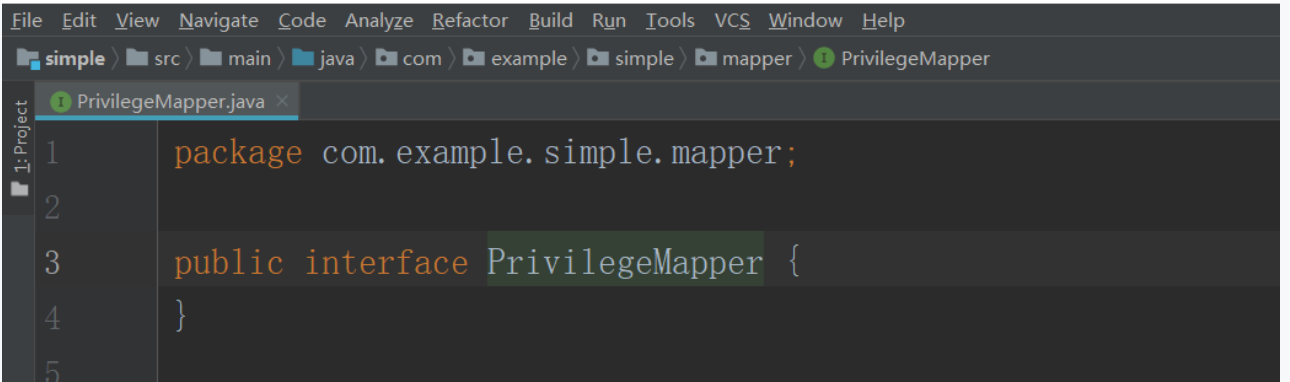 File Edit View Navigate Code Analyze Refactor Build Run Tools VCS Window Help
simple src main java com example simple mapper I PrivilegeMapper
I PrivilegeMapper.java ×
1: Project
1 package com.example.simple.mapper;
2
3 public interface PrivilegeMapper {
4 }
5